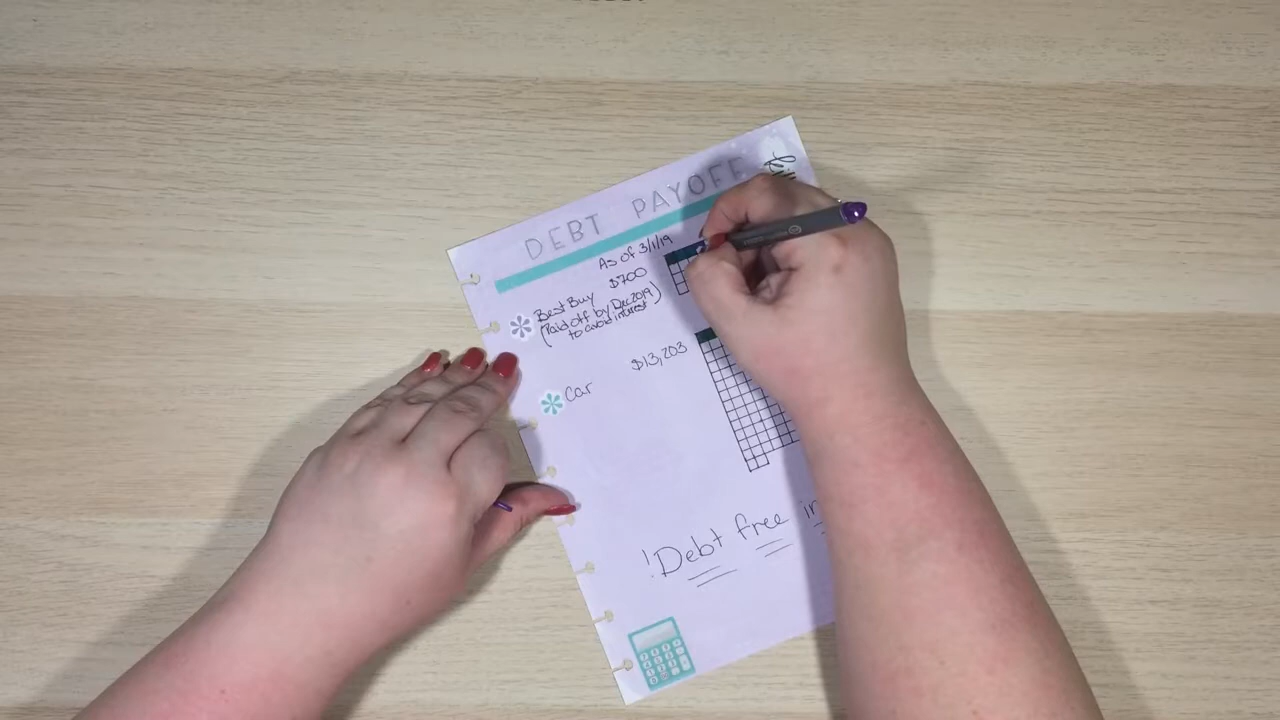 DEBT PAYOFF
As of 3/1/19
$700
Best Buy
(Paid off by Dec 2019)
to avoid interest
$13,203
Car
!Debt free in